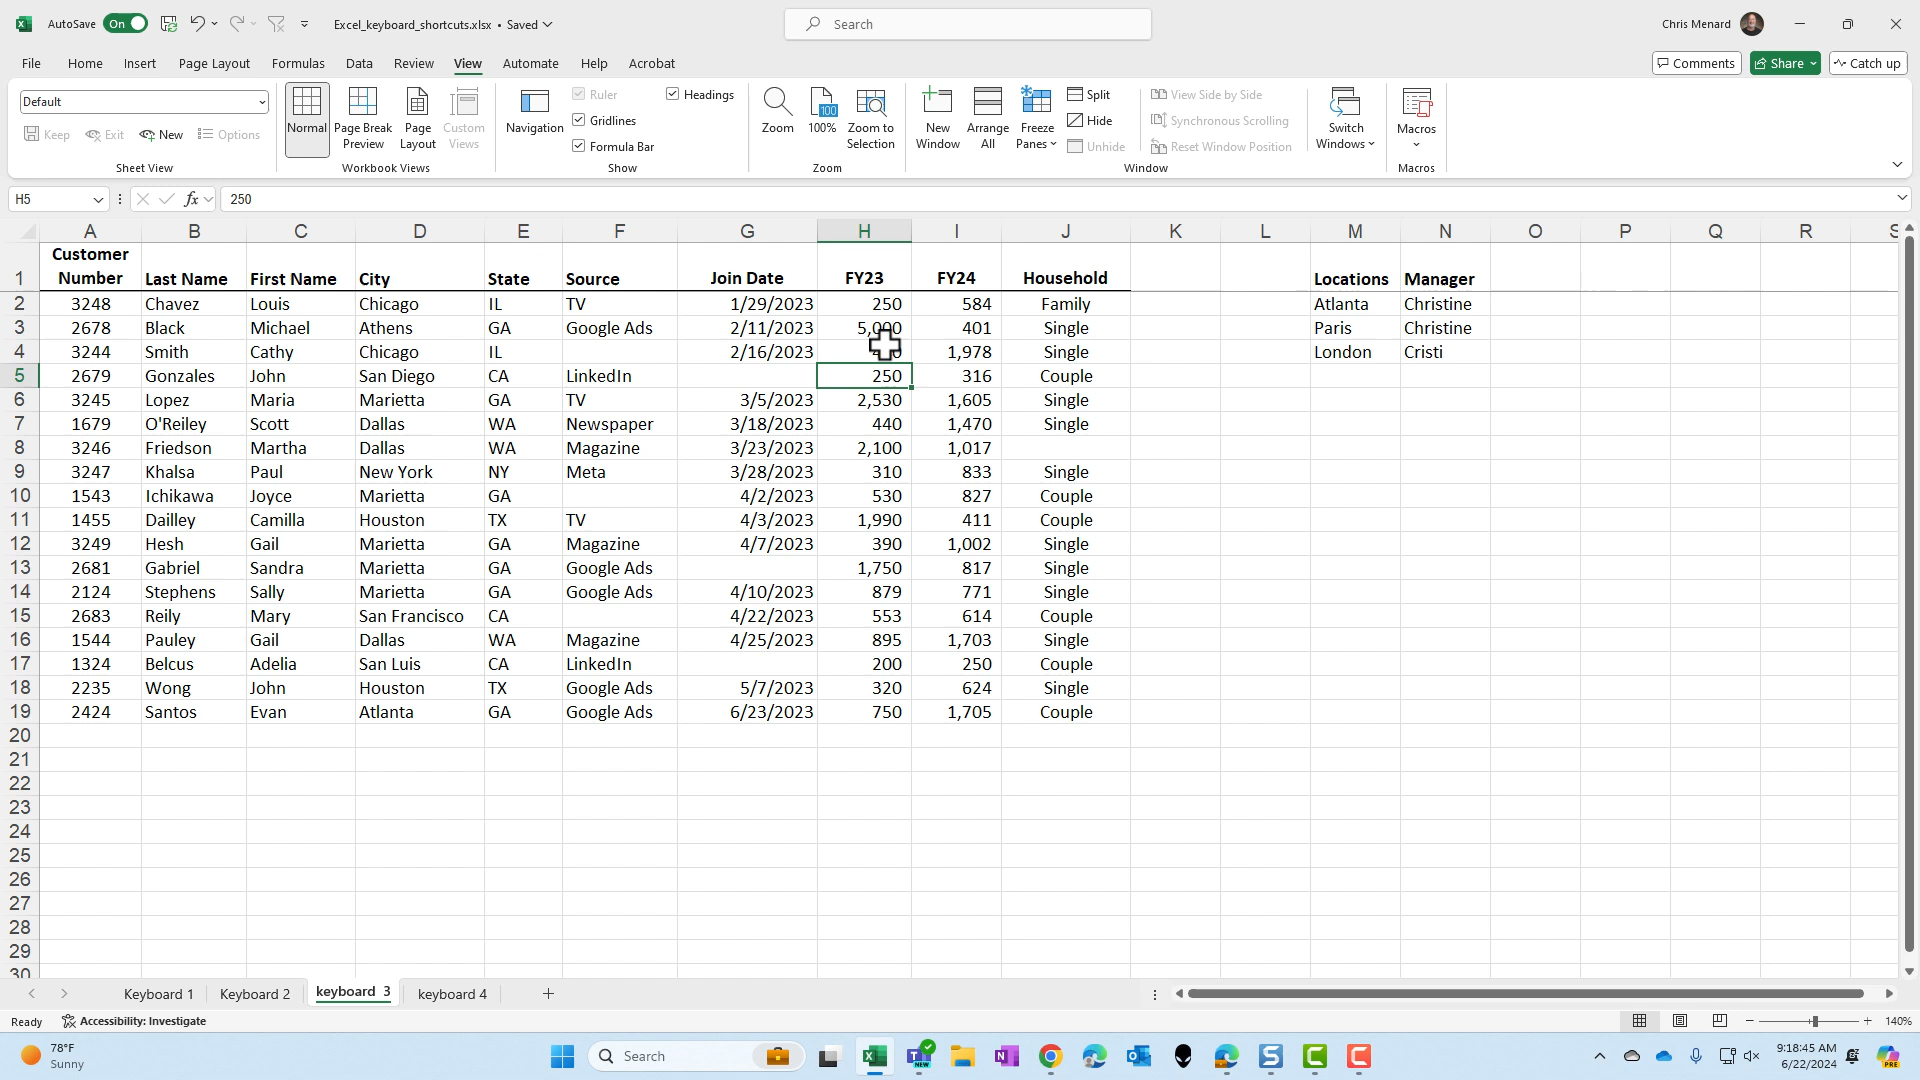 AutoSave On Excel_keyboard_shortcuts.xlsx • Saved Search Chris Menard
File Home Insert Page Layout Formulas Data Review View Automate Help Acrobat Comments Share Catch up
Default
Keep Exit New Options
Sheet View
Normal Page Break Preview Page Layout Custom Views
Workbook Views
Navigation Ruler Headings
Gridlines
Formula Bar
Show
Zoom 100% Zoom to Selection
100
Zoom
New Window Arrange All Freeze Panes Split
Hide
Unhide
View Side by Side
Synchronous Scrolling
Reset Window Position
Window
Switch Windows
Macros
Macros
H5 fx 250
A B C D E F G H I J K L M N O P Q R S
1 Customer Number Last Name First Name City State Source Join Date FY23 FY24 Household Locations Manager
2 3248 Chavez Louis Chicago IL TV 1/29/2023 250 584 Family Atlanta Christine
3 2678 Black Michael Athens GA Google Ads 2/11/2023 5,000 401 Single Paris Christine
4 3244 Smith Cathy Chicago IL 2/16/2023 1,978 Single London Cristi
5 2679 Gonzales John San Diego CA LinkedIn 250 316 Couple
6 3245 Lopez Maria Marietta GA TV 3/5/2023 2,530 1,605 Single
7 1679 O'Reiley Scott Dallas WA Newspaper 3/18/2023 440 1,470 Single
8 3246 Friedson Martha Dallas WA Magazine 3/23/2023 2,100 1,017
9 3247 Khalsa Paul New York NY Meta 3/28/2023 310 833 Single
10 1543 Ichikawa Joyce Marietta GA 4/2/2023 530 827 Couple
11 1455 Dailley Camilla Houston TX TV 4/3/2023 1,990 411 Couple
12 3249 Hesh Gail Marietta GA Magazine 4/7/2023 390 1,002 Single
13 2681 Gabriel Sandra Marietta GA Google Ads 1,750 817 Single
14 2124 Stephens Sally Marietta GA Google Ads 4/10/2023 879 771 Single
15 2683 Reily Mary San Francisco CA 4/22/2023 553 614 Couple
16 1544 Pauley Gail Dallas WA Magazine 4/25/2023 895 1,703 Single
17 1324 Belcus Adelia San Luis CA LinkedIn 200 250 Couple
18 2235 Wong John Houston TX Google Ads 5/7/2023 320 624 Single
19 2424 Santos Evan Atlanta GA Google Ads 6/23/2023 750 1,705 Couple
20
21
22
23
24
25
26
27
28
29
30
Keyboard 1 Keyboard 2 keyboard 3 keyboard 4
Ready Accessibility: Investigate 140%
78°F
Sunny
Search
NEW
9:18:45 AM
6/22/2024
PRE